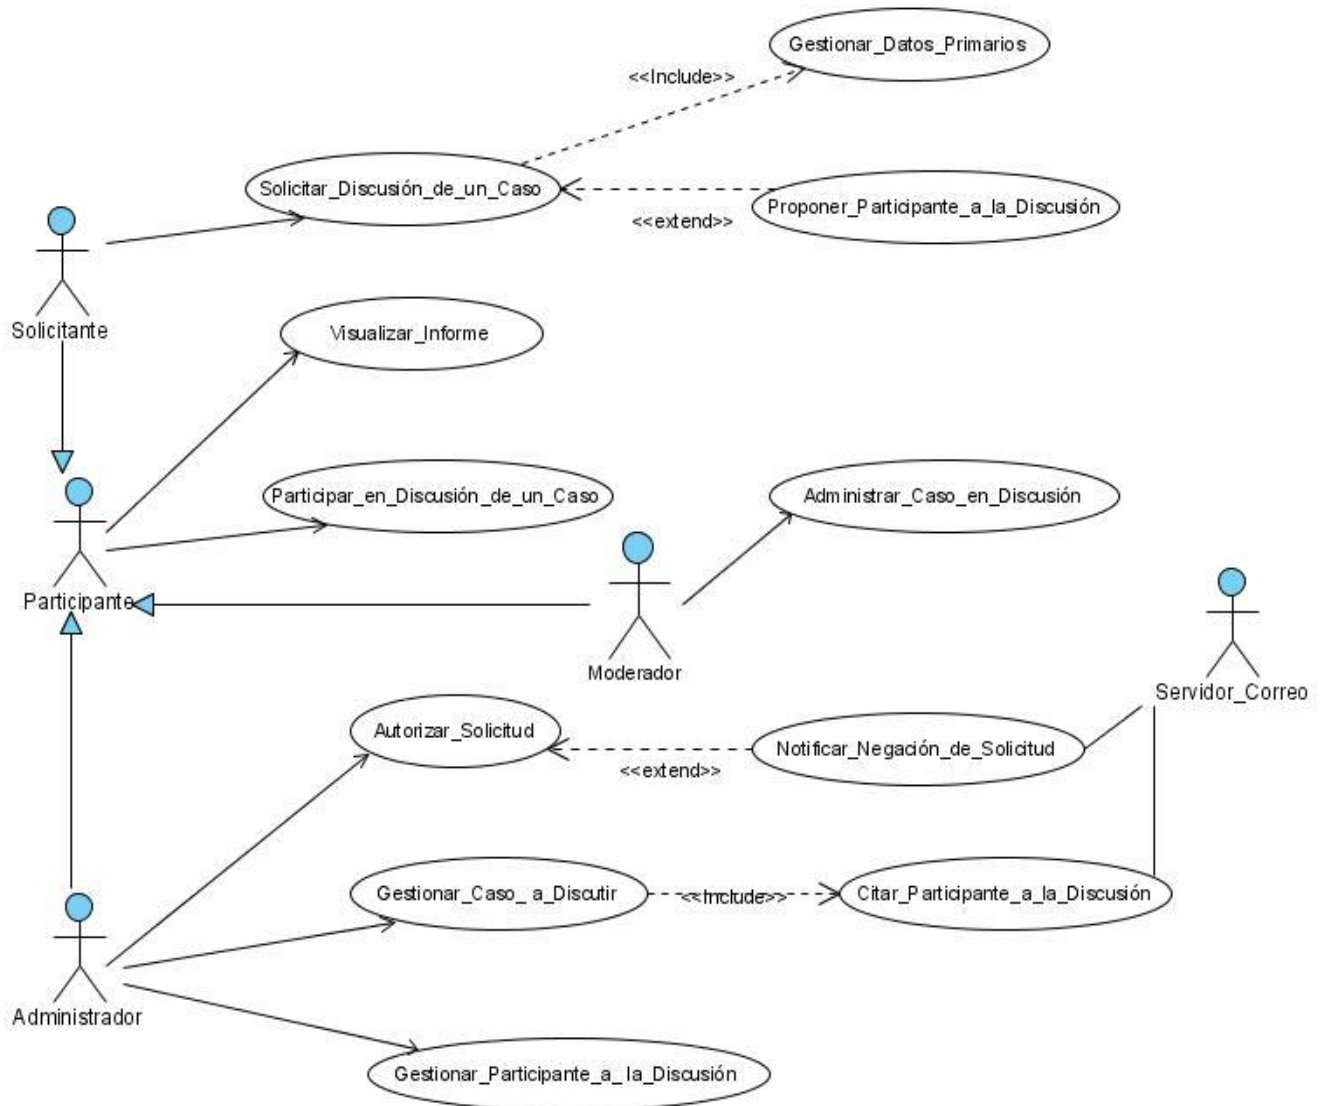 Gestionar_Datos_Primarios
<<Include>>
Solicitar_Discusión_de_un_Caso
Proponer_Participante_a_la_Discusión
<<extend>>
Solicitante
Visualizar_Informe
Participar_en_Discusión_de_un_Caso
Administrar_Caso_en_Discusión
Participante
Moderador
Servidor_Correo
Autorizar_Solicitud
Notificar_Negación_de_Solicitud
<<extend>>
Gestionar_Caso_ a_Discutir
<<Include>>
Citar_Participante_a_la_Discusión
Administrador
Gestionar_Participante_a_ la_Discusión